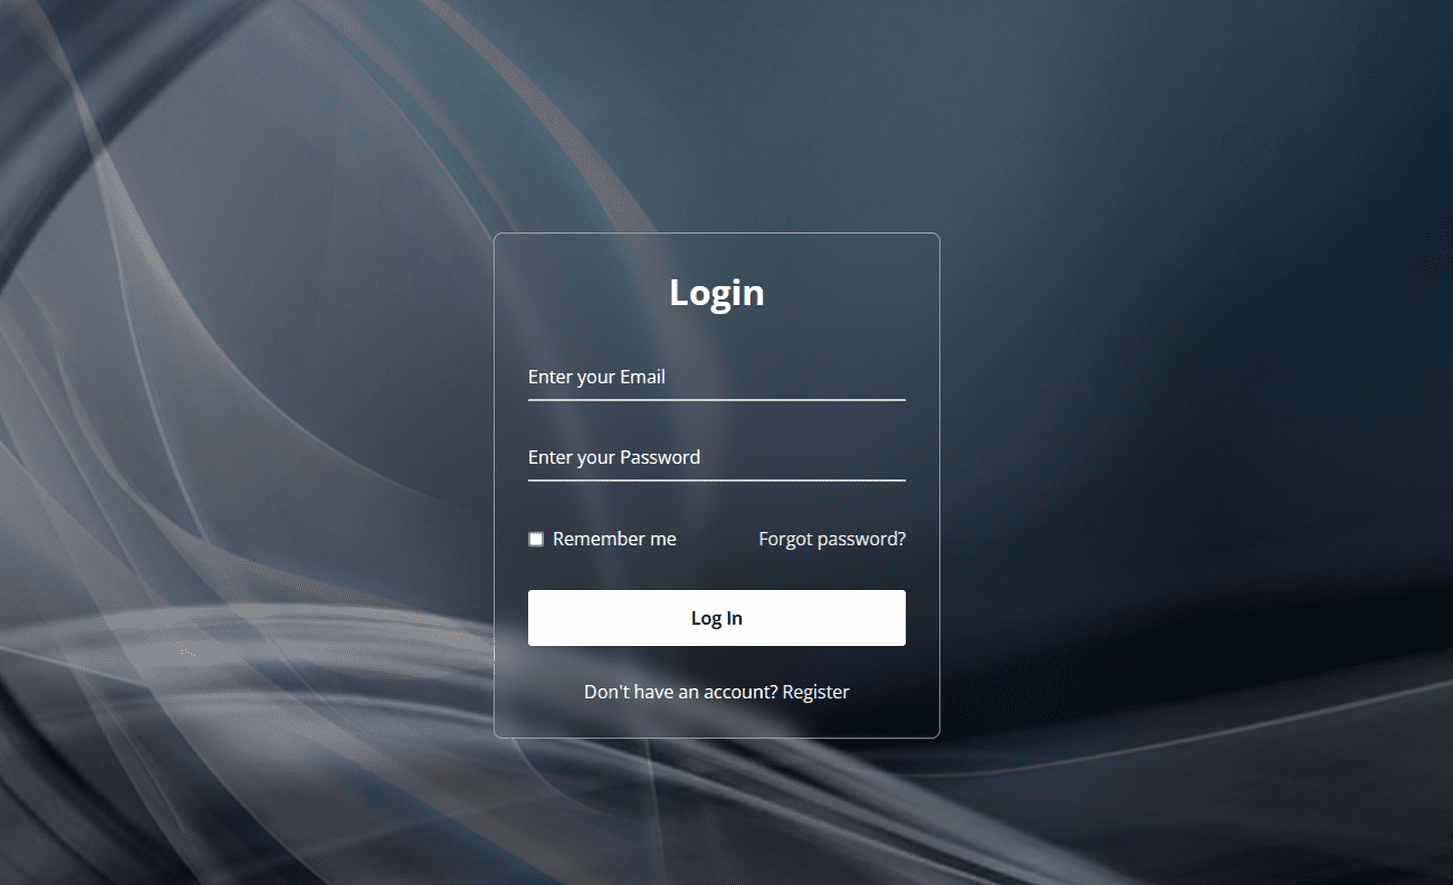 Login
Enter your Email
Enter your Password
Remember me
Forgot password?
Log In
Don't have an account? Register